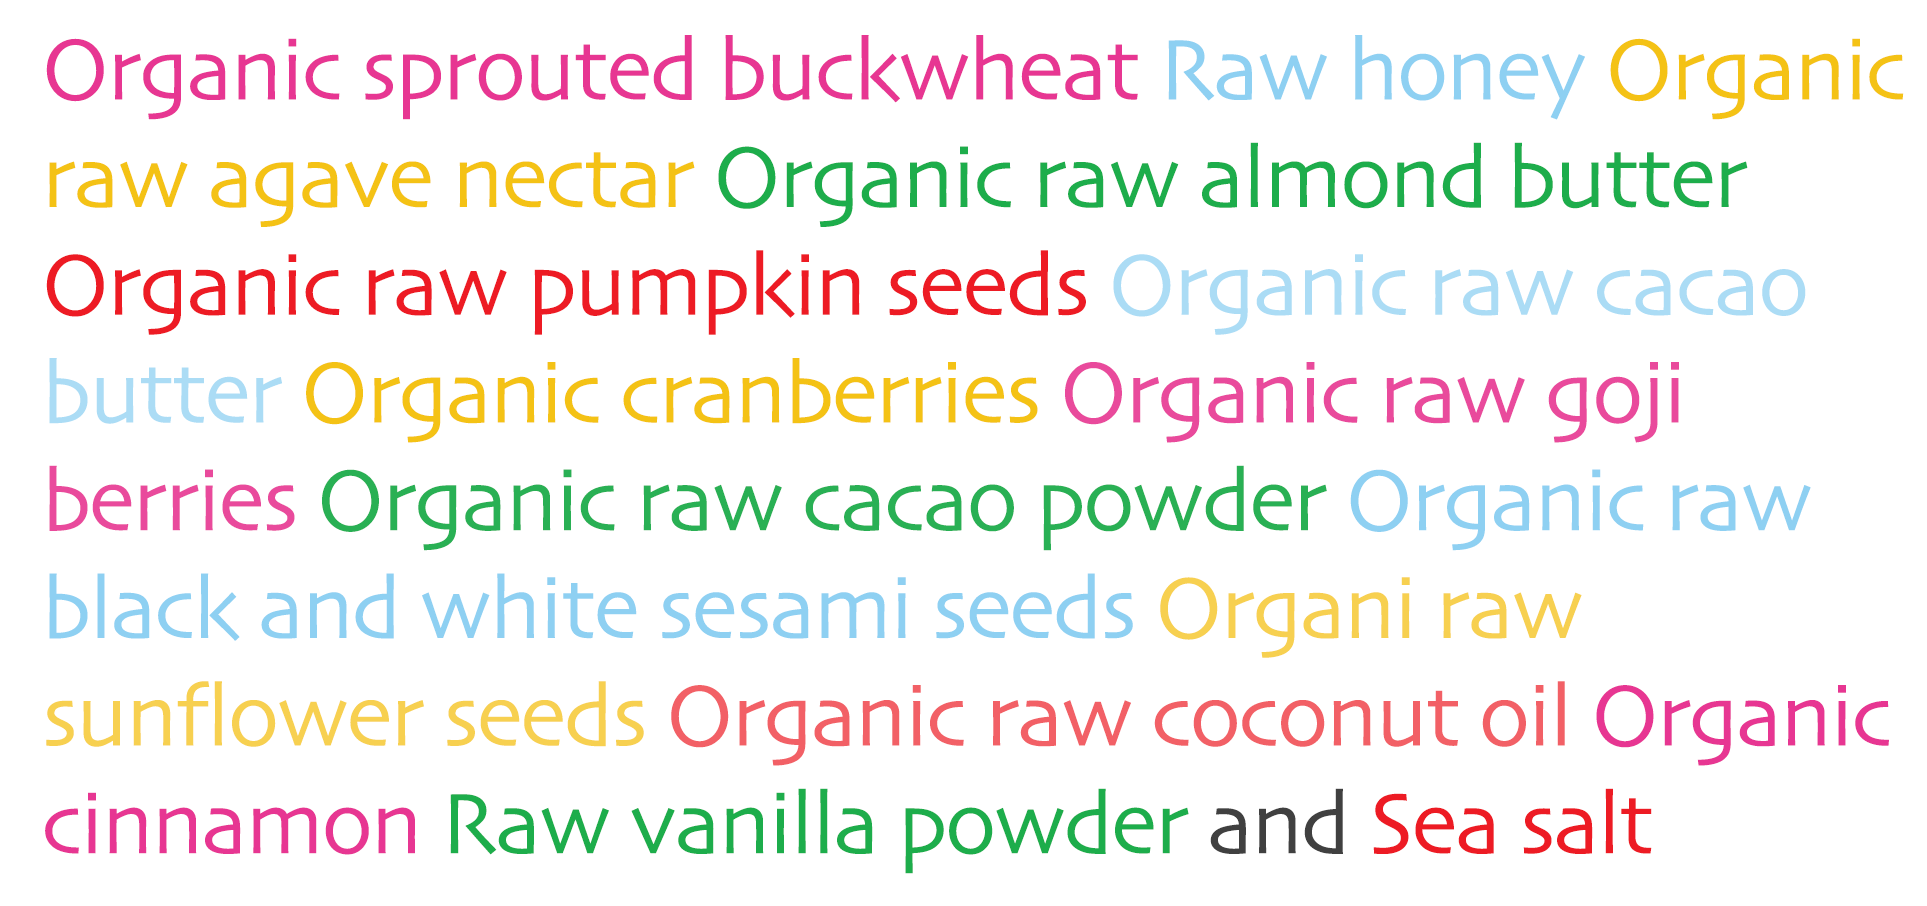 Organic sprouted buckwheat Raw honey Organic
raw agave nectar Organic raw almond butter
Organic raw pumpkin seeds Organic raw cacao
butter Organic cranberries Organic raw goji
berries Organic raw cacao powder Organic raw
black and white sesami seeds Organi raw
sunflower seeds Organic raw coconut oil Organic
cinnamon Raw vanilla powder and Sea salt